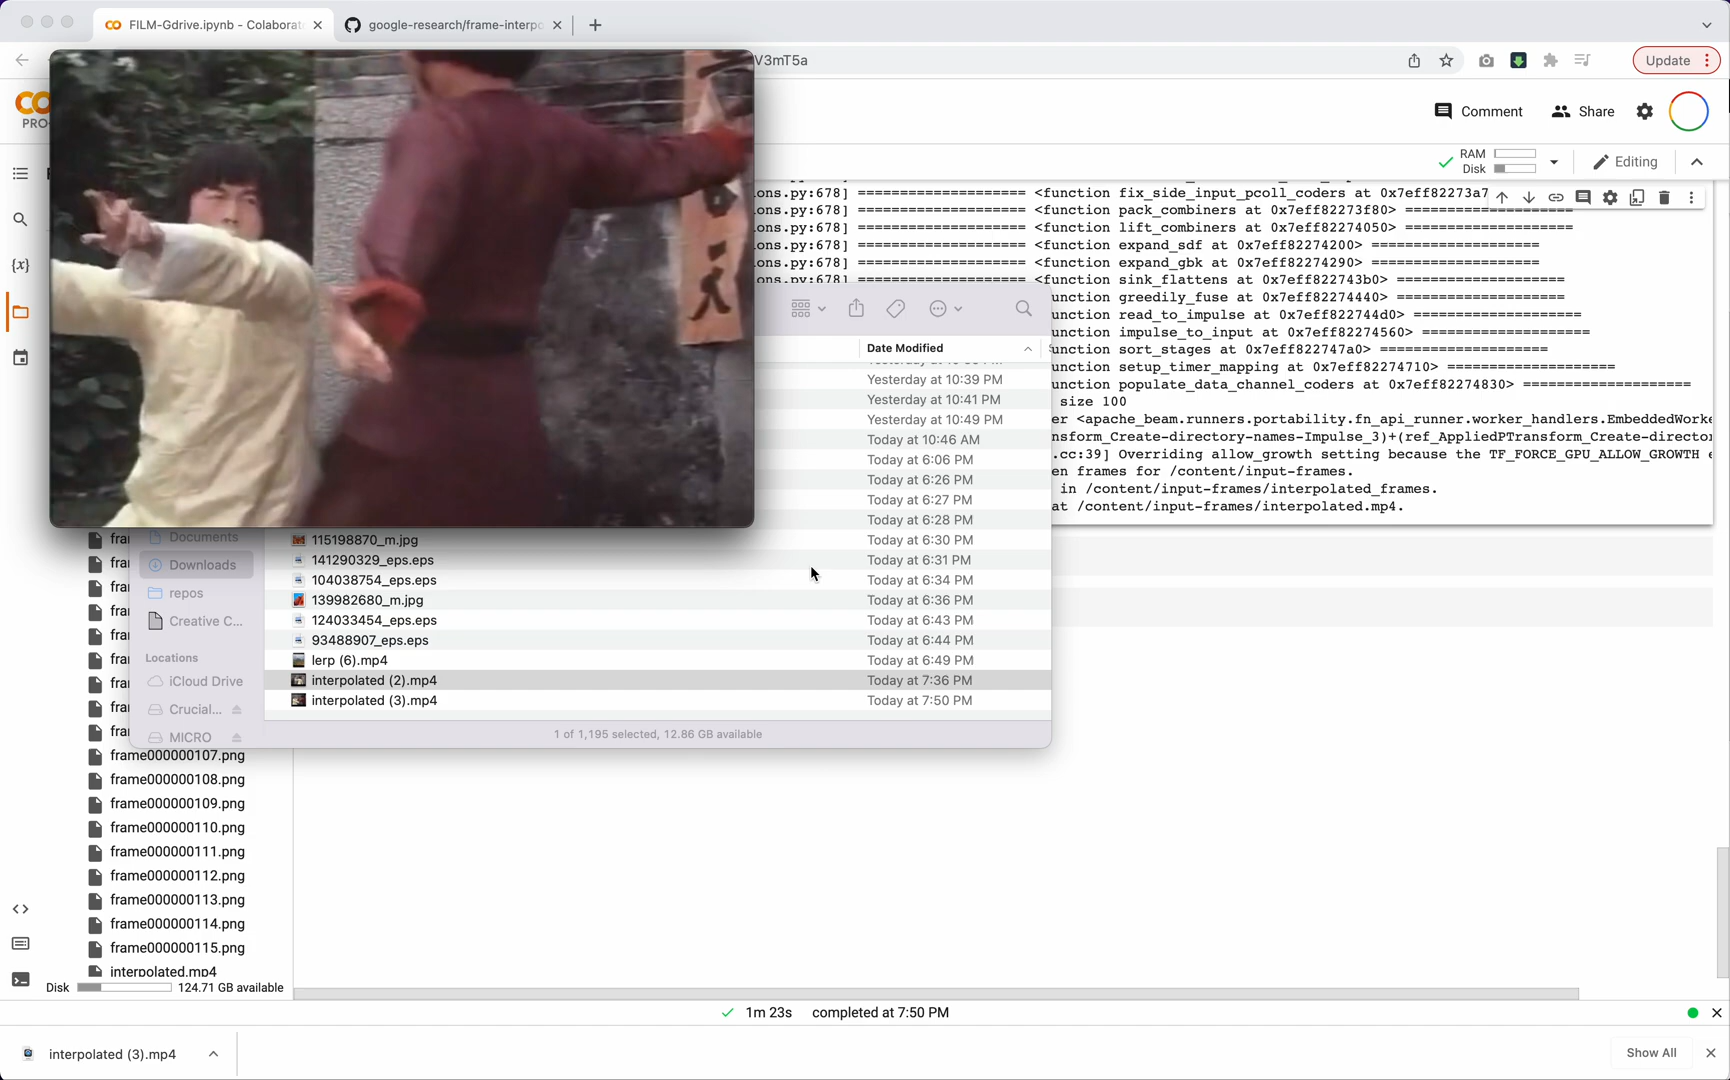 FILM-Gdrive.ipynb - Colaborat
google-research/frame-interpo
V3mT5a
Update
PRO
Comment
Share
RAM
Disk
Editing
ons.py:678] ==================== <function fix_side_input_pcoll_coders at 0x7eff82273a7
ons.py:678] ==================== <function pack_combiners at 0x7eff82273f80> ====================
ons.py:678] ==================== <function lift_combiners at 0x7eff82274050> ====================
ons.py:678] ==================== <function expand_sdf at 0x7eff82274200> ====================
ons.py:678] ==================== <function expand_gbk at 0x7eff82274290> ====================
ons.py:678] ==================== <function sink_flattens at 0x7eff822743b0> ====================
unction greedily_fuse at 0x7eff82274440> ====================
unction read_to_impulse at 0x7eff822744d0> ====================
unction impulse_to_input at 0x7eff82274560> ====================
unction sort_stages at 0x7eff822747a0> ====================
unction setup_timer_mapping at 0x7eff82274710> ====================
unction populate_data_channel_coders at 0x7eff82274830> ====================
size 100
er <apache_beam.runners.portability.fn_api_runner.worker_handlers.EmbeddedWorke
nsform_Create-directory-names-Impulse_3)+(ref_AppliedPTransform_Create-director
.cc:39] Overriding allow_growth setting because the TF_FORCE_GPU_ALLOW_GROWTH e
en frames for /content/input-frames.
in /content/input-frames/interpolated_frames.
at /content/input-frames/interpolated.mp4.
Date Modified
Yesterday at 10:39 PM
Yesterday at 10:41 PM
Yesterday at 10:49 PM
Today at 10:46 AM
Today at 6:06 PM
Today at 6:26 PM
Today at 6:27 PM
Today at 6:28 PM
115198870_m.jpg Today at 6:30 PM
141290329_eps.eps Today at 6:31 PM
104038754_eps.eps Today at 6:34 PM
139982680_m.jpg Today at 6:36 PM
124033454_eps.eps Today at 6:43 PM
93488907_eps.eps Today at 6:44 PM
lerp (6).mp4 Today at 6:49 PM
interpolated (2).mp4 Today at 7:36 PM
interpolated (3).mp4 Today at 7:50 PM
1 of 1,195 selected, 12.86 GB available
Documents
Downloads
repos
Creative C...
Locations
iCloud Drive
Crucial...
MICRO
fra
fra
fra
fra
fra
fra
fra
fra
fra
frame000000107.png
frame000000108.png
frame000000109.png
frame000000110.png
frame000000111.png
frame000000112.png
frame000000113.png
frame000000114.png
frame000000115.png
interpolated.mp4
Disk 124.71 GB available
1m 23s completed at 7:50 PM
interpolated (3).mp4
Show All